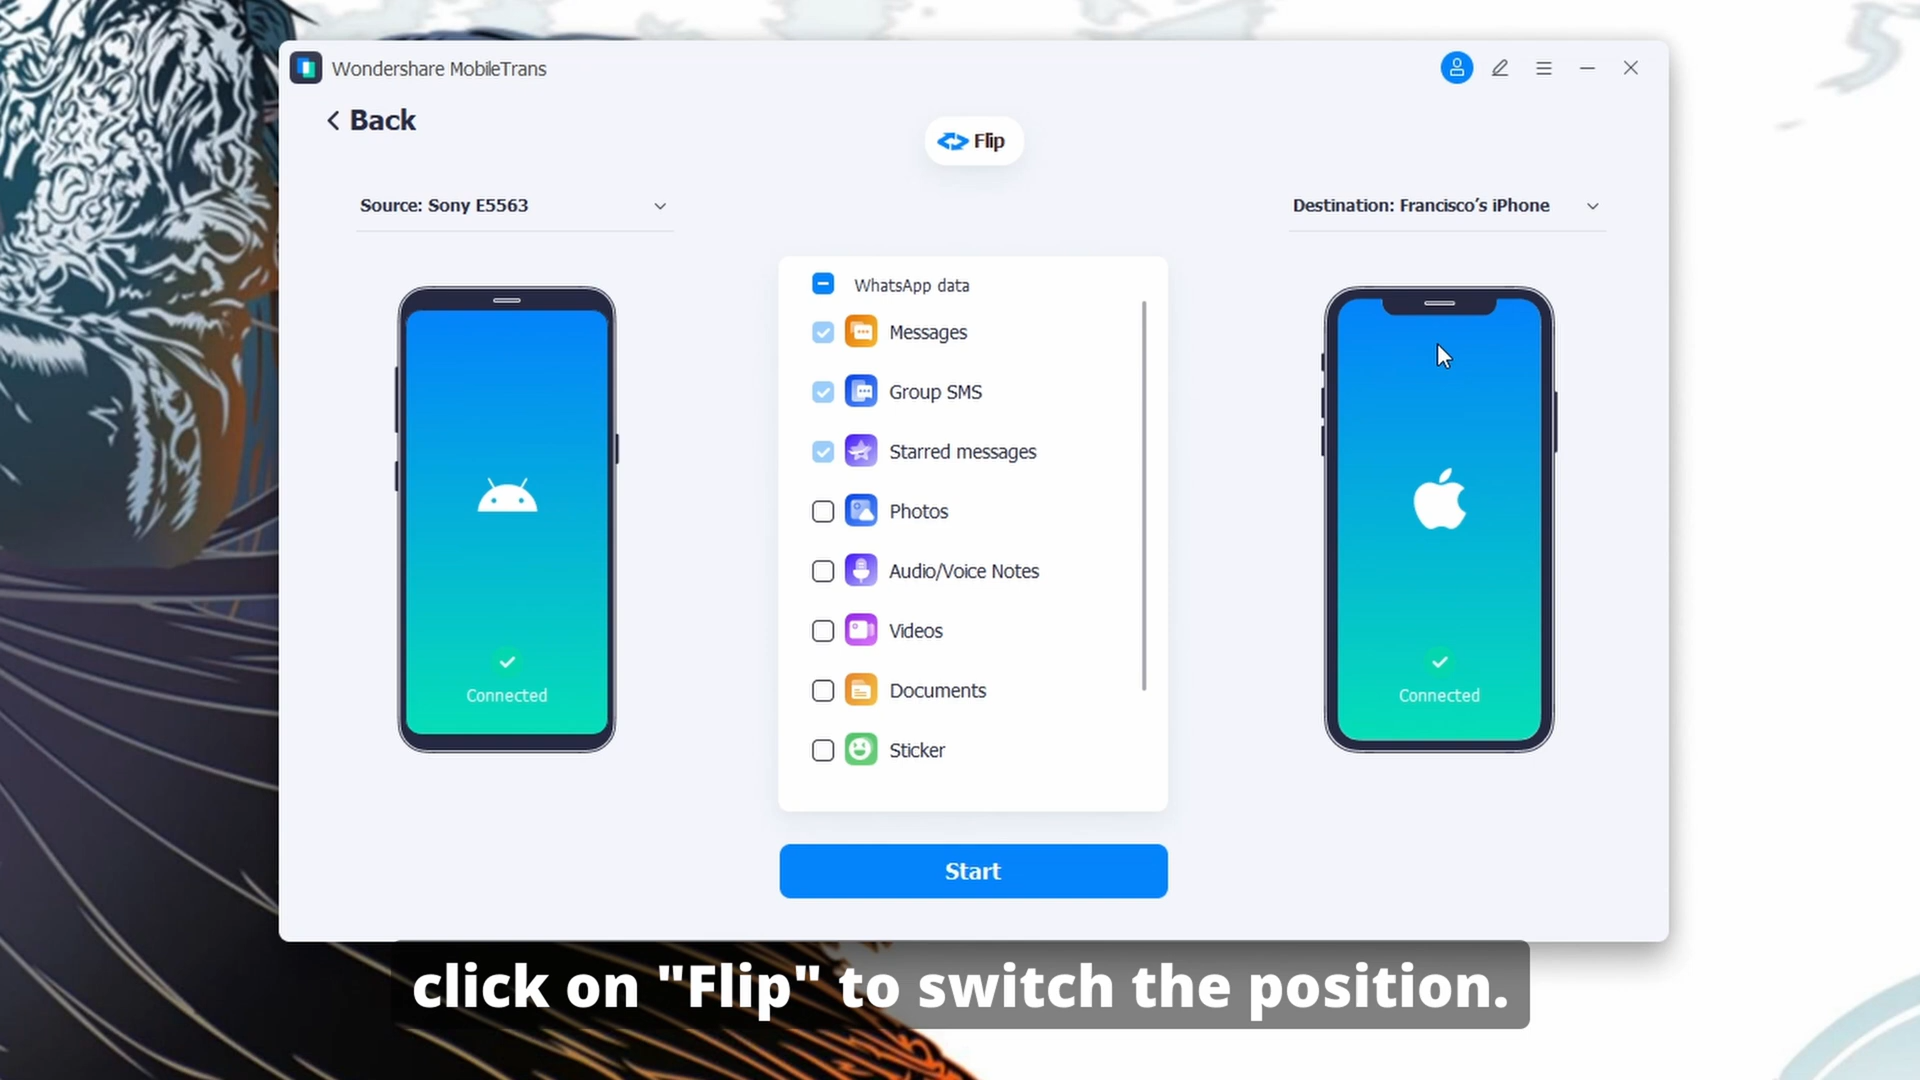 Wondershare MobileTrans
Back
Flip
Source: Sony E5563
Destination: Francisco’s iPhone
WhatsApp data
Messages
Group SMS
Starred messages
Photos
Audio/Voice Notes
Videos
Documents
Sticker
Connected
Connected
Start
click on "Flip" to switch the position.